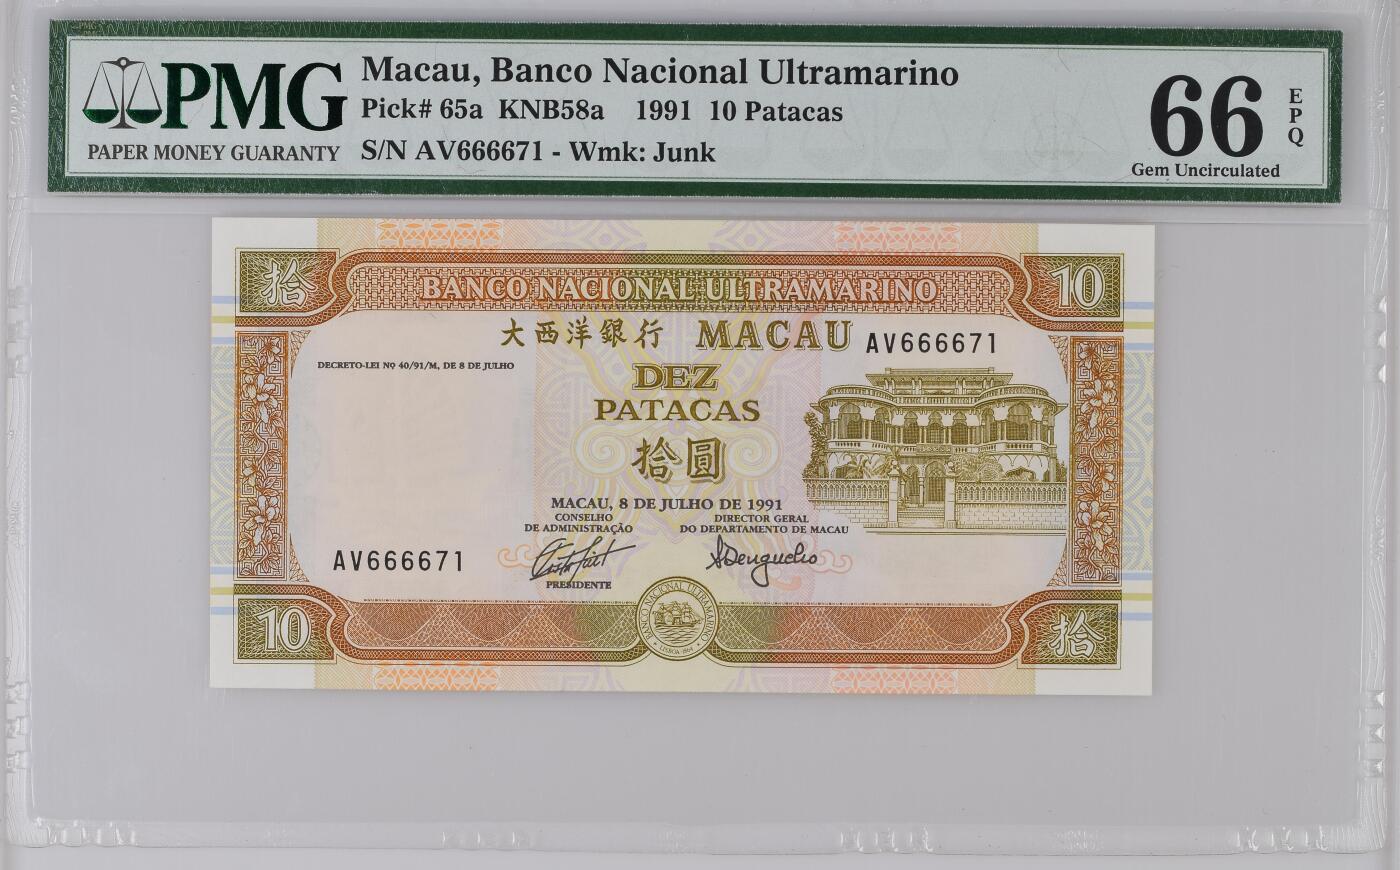 PMG
PAPER MONEY GUARANTY
Macau, Banco Nacional Ultramarino
Pick# 65a KNB58a 1991 10 Patacas
S/N AV666671 - Wmk: Junk
66
EPQ
Gem Uncirculated
拾
BANCO NACIONAL ULTRAMARINO
10
大西洋銀行 MACAU AV666671
DECRETO-LEI Nº 40/91/M, DE 8 DE JULHO
DEZ
PATACAS
拾圓
MACAU, 8 DE JULHO DE 1991
CONSELHO
DE ADMINISTRAÇÃO
DIRECTOR GERAL
DO DEPARTAMENTO DE MACAU
AV666671
PRESIDENTE
10
BANCO NACIONAL ULTRAMARINO
LISBOA 1864
拾